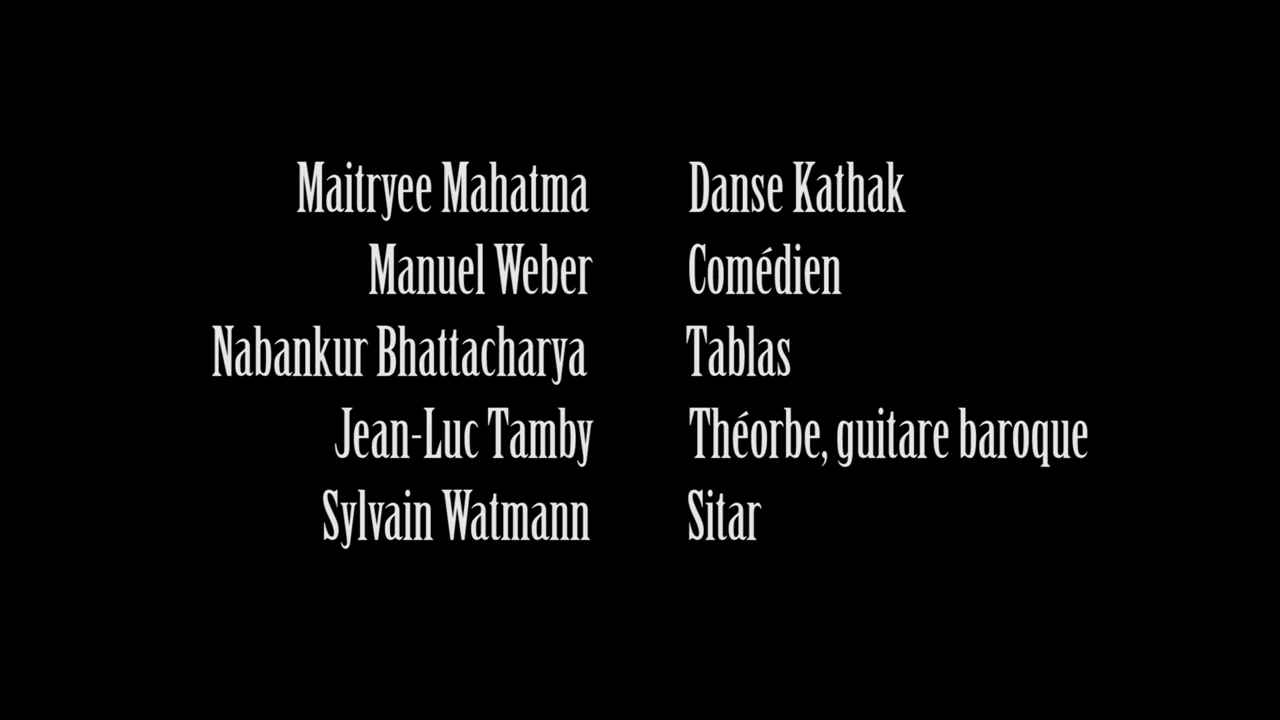 Maitryee Mahatma Danse Kathak
Manuel Weber Comédien
Nabankur Bhattacharya Tablas
Jean-Luc Tamby Théorbe, guitare baroque
Sylvain Watmann Sitar